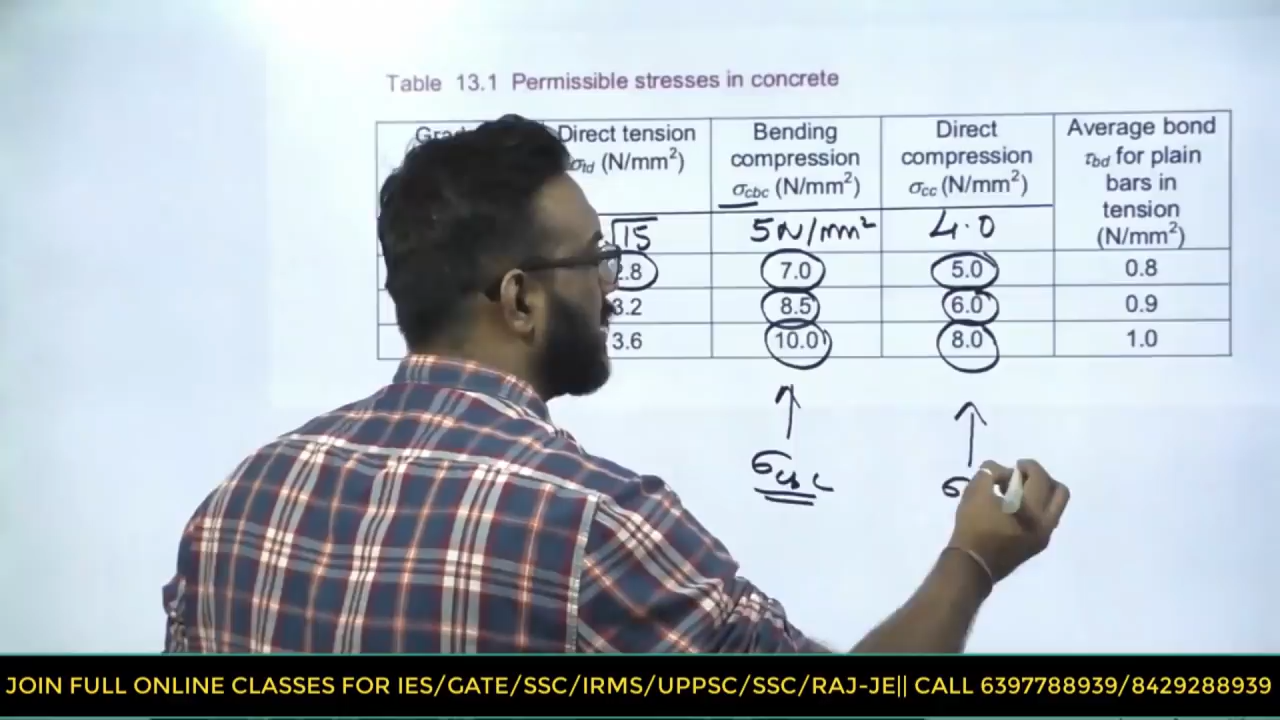 Table 13.1 Permissible stresses in concrete
Direct tension σtd (N/mm²)
Bending compression σcbc (N/mm²)
Direct compression σcc (N/mm²)
Average bond τbd for plain bars in tension (N/mm²)
√15 5N/mm² 4.0
2.8 7.0 5.0 0.8
3.2 8.5 6.0 0.9
3.6 10.0 8.0 1.0
σcbc σ
JOIN FULL ONLINE CLASSES FOR IES/GATE/SSC/IRMS/UPPSC/SSC/RAJ-JE|| CALL 6397788939/8429288939